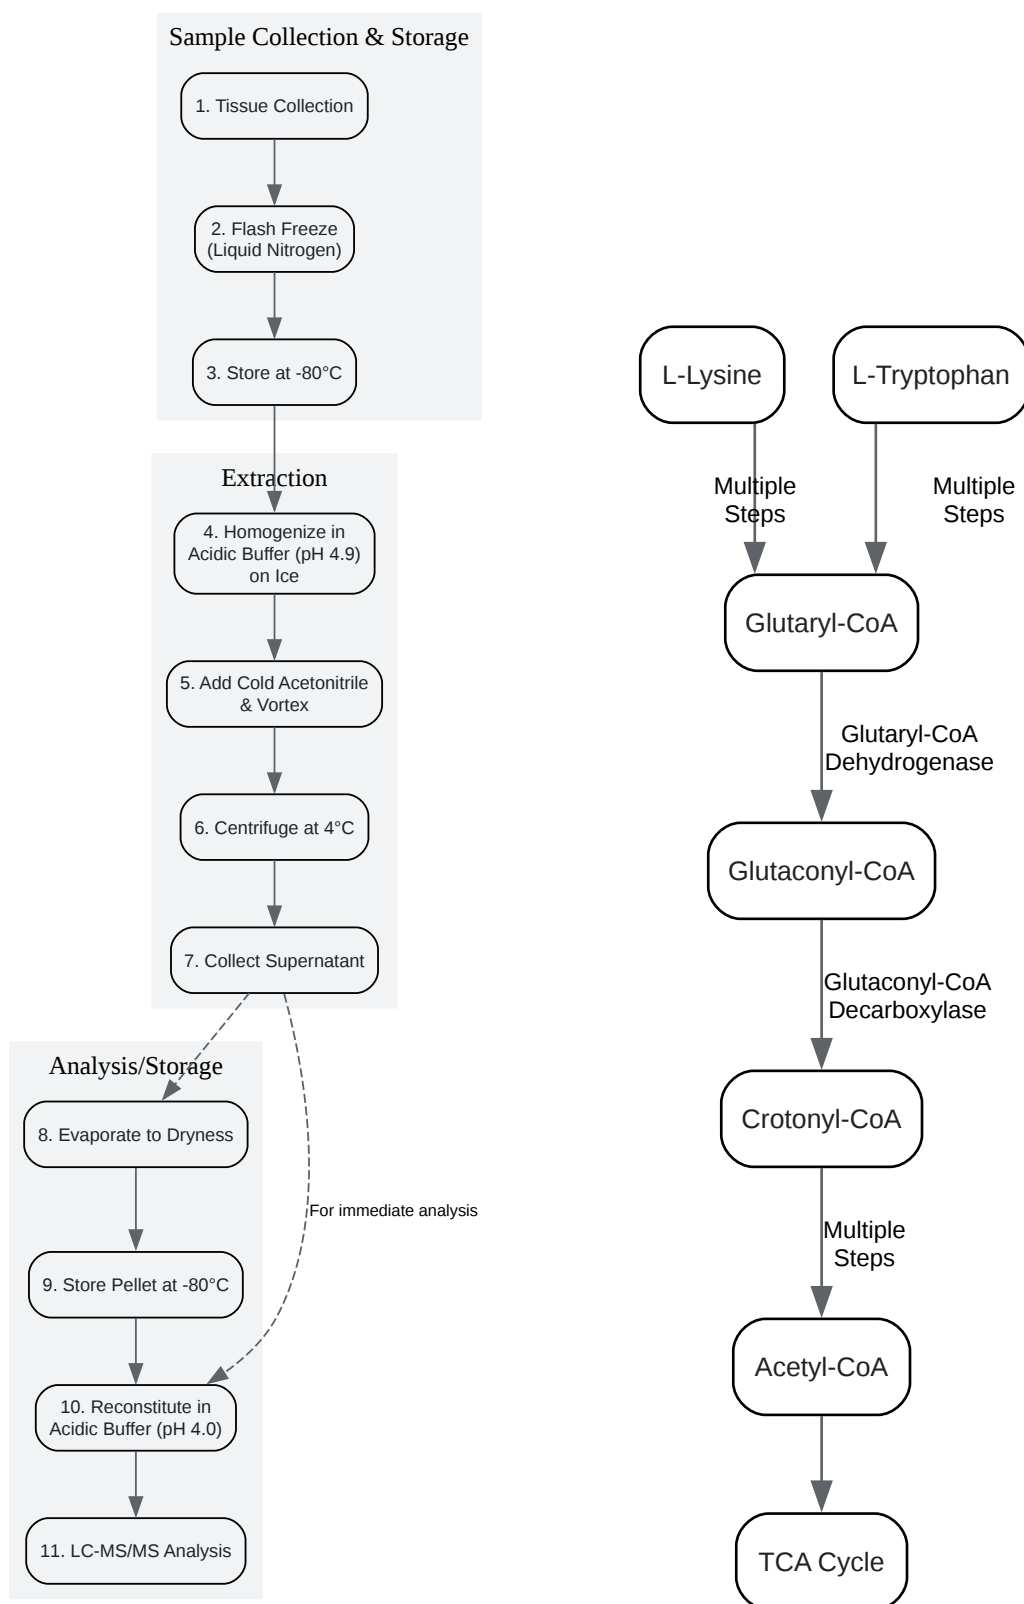 Sample Collection & Storage
1. Tissue Collection
2. Flash Freeze
(Liquid Nitrogen)
3. Store at -80°C
Extraction
4. Homogenize in
Acidic Buffer (pH 4.9)
on Ice
5. Add Cold Acetonitrile
& Vortex
6. Centrifuge at 4°C
7. Collect Supernatant
Analysis/Storage
8. Evaporate to Dryness
For immediate analysis
9. Store Pellet at -80°C
10. Reconstitute in
Acidic Buffer (pH 4.0)
11. LC-MS/MS Analysis
L-Lysine
L-Tryptophan
Multiple
Steps
Multiple
Steps
Glutaryl-CoA
Glutaryl-CoA
Dehydrogenase
Glutaconyl-CoA
Glutaconyl-CoA
Decarboxylase
Crotonyl-CoA
Multiple
Steps
Acetyl-CoA
TCA Cycle